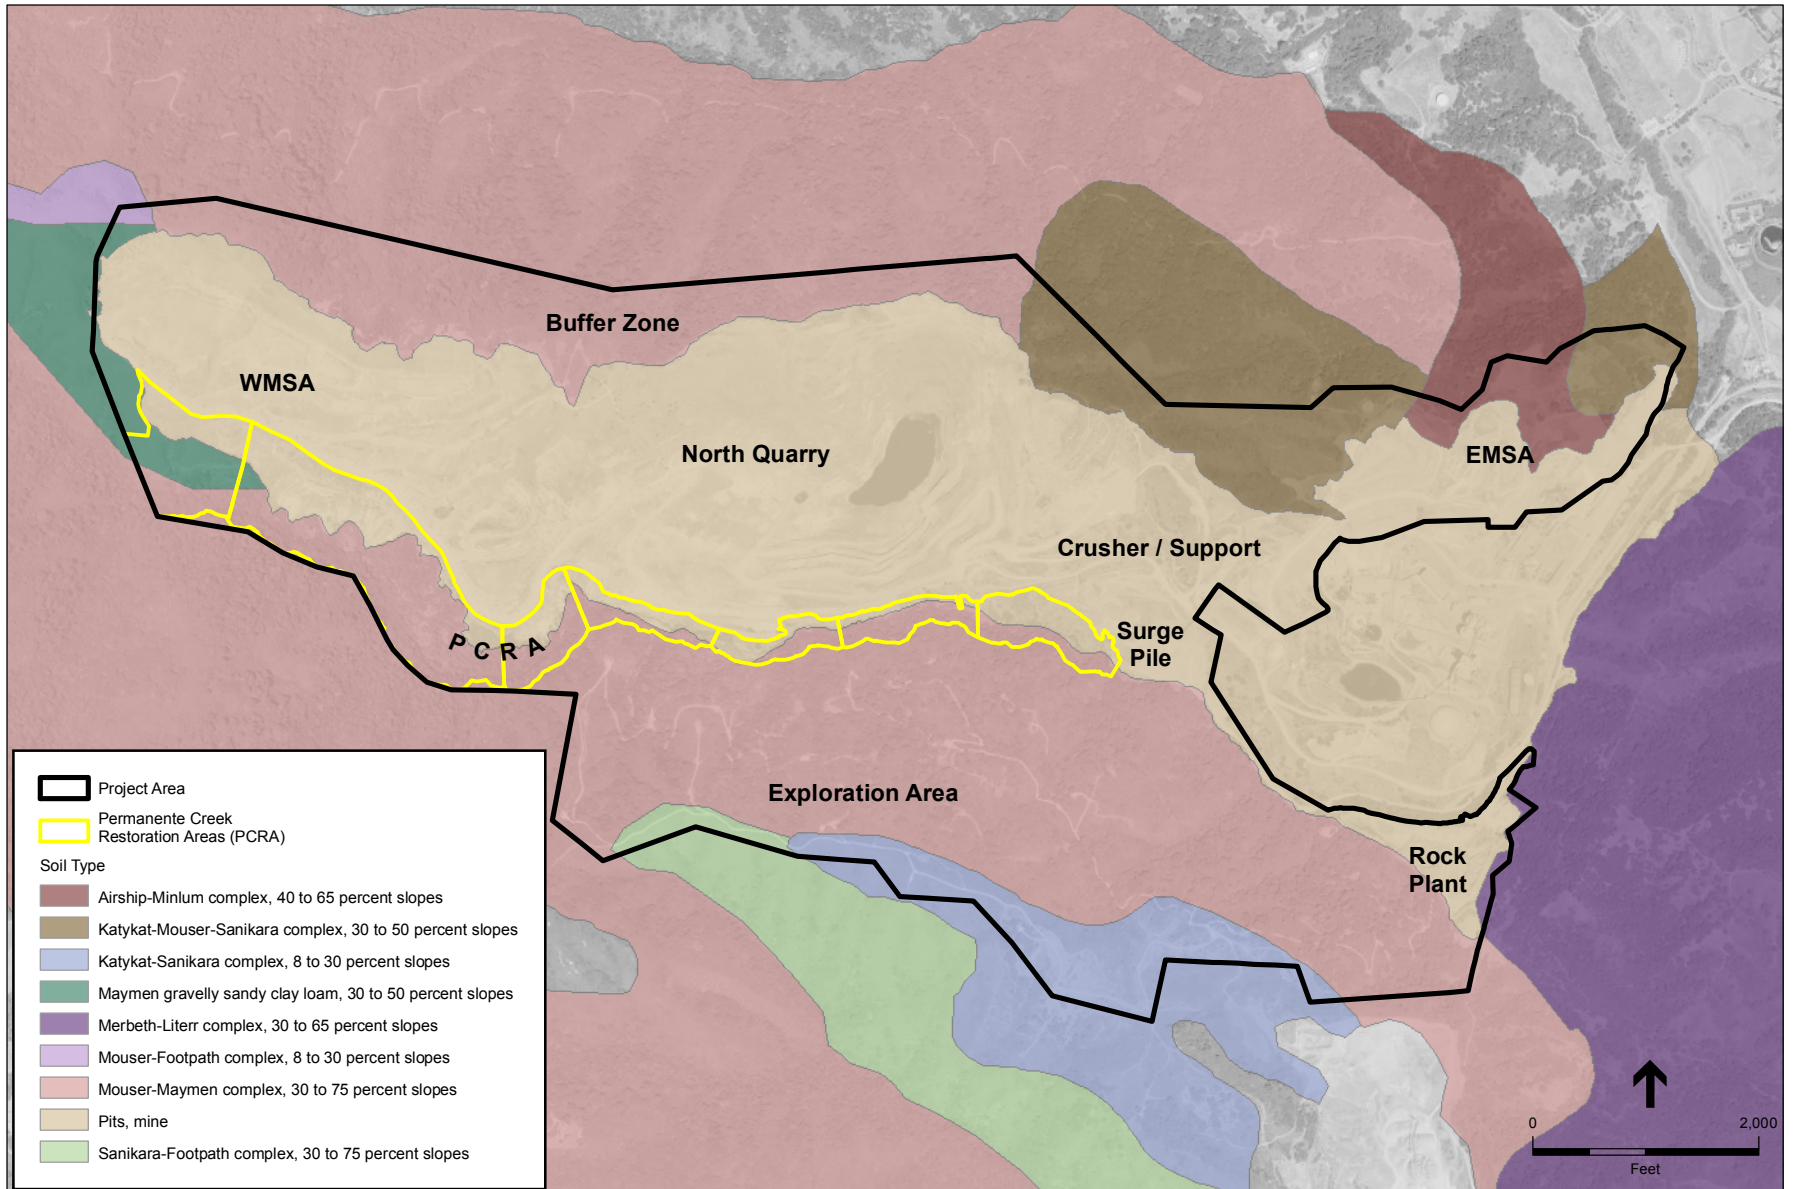 Buffer Zone
WMSA
North Quarry
EMSA
Crusher / Support
PCRA
Surge
Pile
Exploration Area
Rock
Plant
Project Area
Permanente Creek
Restoration Areas (PCRA)
Soil Type
Airship-Minlum complex, 40 to 65 percent slopes
Katykat-Mouser-Sanikara complex, 30 to 50 percent slopes
Katykat-Sanikara complex, 8 to 30 percent slopes
Maymen gravelly sandy clay loam, 30 to 50 percent slopes
Merbeth-Literr complex, 30 to 65 percent slopes
Mouser-Footpath complex, 8 to 30 percent slopes
Mouser-Maymen complex, 30 to 75 percent slopes
Pits, mine
Sanikara-Footpath complex, 30 to 75 percent slopes
0 2,000
Feet